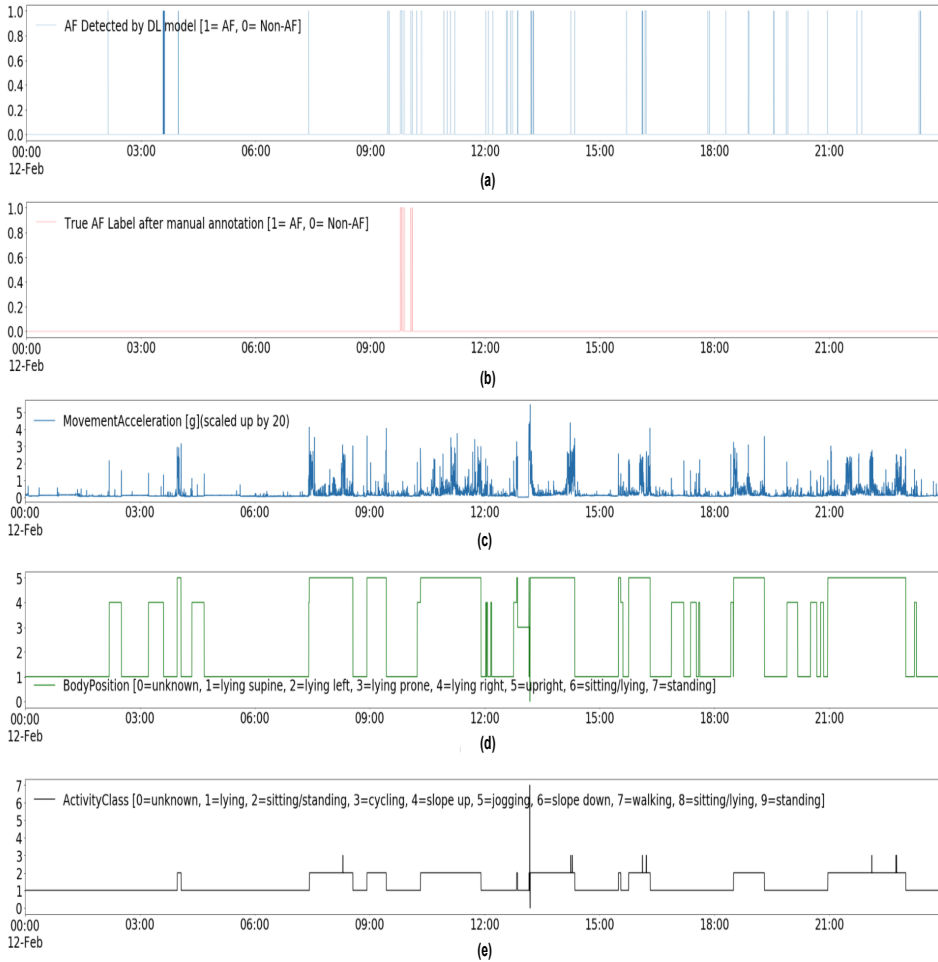 1.0
AF Detected by DL model [1= AF, 0= Non-AF]
0.8
0.6
0.4
0.2
0.0
00:00 03:00 06:00 09:00 12:00 15:00 18:00 21:00
12-Feb
(a)
1.0
True AF Label after manual annotation [1= AF, 0= Non-AF]
0.8
0.6
0.4
0.2
0.0
00:00 03:00 06:00 09:00 12:00 15:00 18:00 21:00
12-Feb
(b)
5
MovementAcceleration [g](scaled up by 20)
4
3
2
1
0
00:00 03:00 06:00 09:00 12:00 15:00 18:00 21:00
12-Feb
(c)
5
4
3
2
1
BodyPosition [0=unknown, 1=lying supine, 2=lying left, 3=lying prone, 4=lying right, 5=upright, 6=sitting/lying, 7=standing]
0
00:00 03:00 06:00 09:00 12:00 15:00 18:00 21:00
12-Feb
(d)
7
ActivityClass [0=unknown, 1=lying, 2=sitting/standing, 3=cycling, 4=slope up, 5=jogging, 6=slope down, 7=walking, 8=sitting/lying, 9=standing]
6
5
4
3
2
1
0
00:00 03:00 06:00 09:00 12:00 15:00 18:00 21:00
12-Feb
(e)